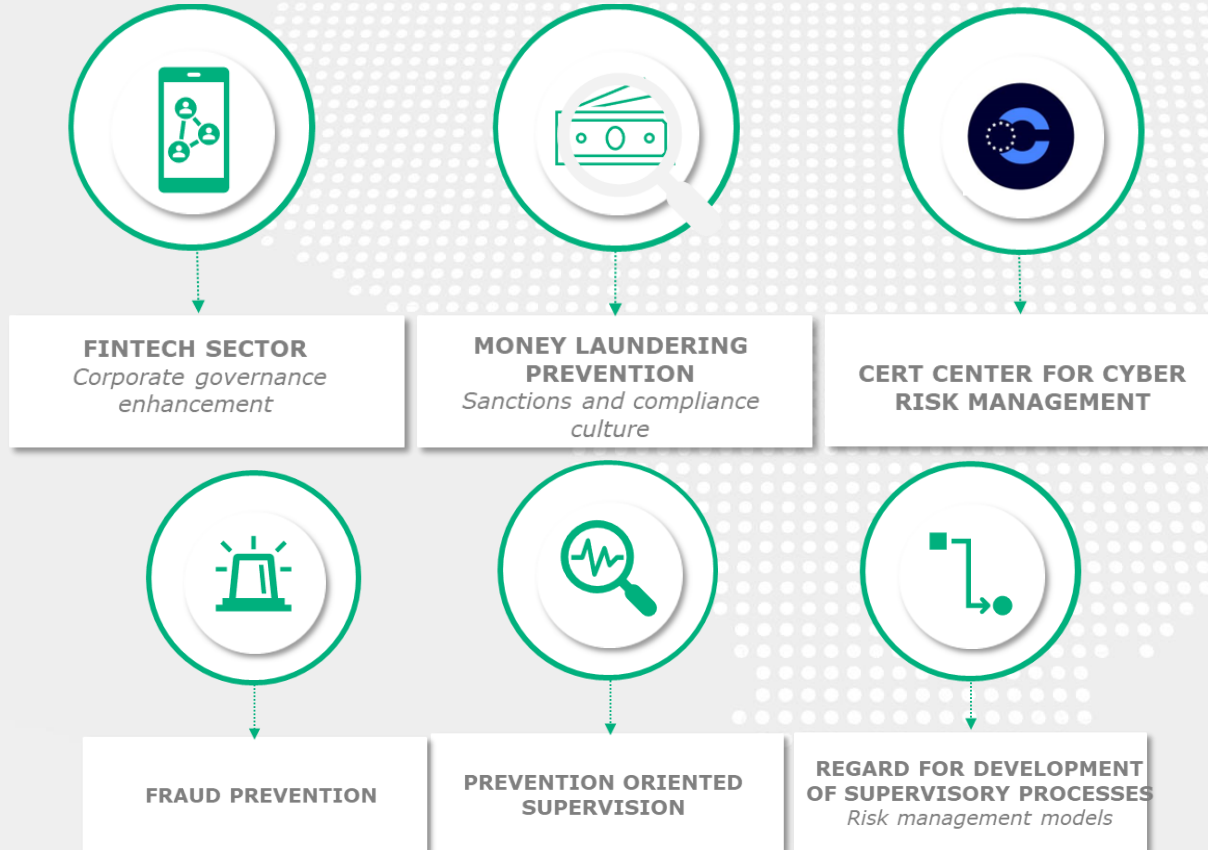 FINTECH SECTOR
Corporate governance
enhancement
MONEY LAUNDERING
PREVENTION
Sanctions and compliance
culture
CERT CENTER FOR CYBER
RISK MANAGEMENT
FRAUD PREVENTION
PREVENTION ORIENTED
SUPERVISION
REGARD FOR DEVELOPMENT
OF SUPERVISORY PROCESSES
Risk management models